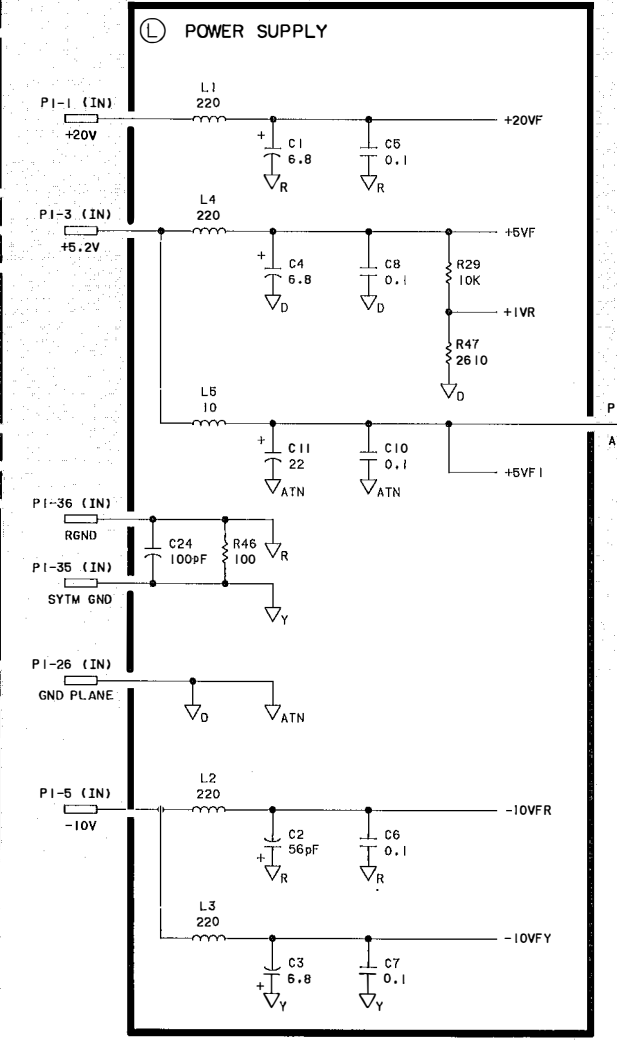 L POWER SUPPLY
L1
220
P1-1 (IN)
+20V
+20VF
+ C1
6.8
C5
0.1
R
R
L4
220
P1-3 (IN)
+5.2V
+5VF
+ C4
6.8
C8
0.1
R29
10K
D
D
+1VR
R47
2610
D
L5
10
P
A
+ C11
22
C10
0.1
ATN
ATN
+5VF1
P1-36 (IN)
RGND
C24
100pF
R46
100
R
P1-35 (IN)
SYTM GND
Y
P1-26 (IN)
GND PLANE
D
ATN
L2
220
P1-5 (IN)
-10V
-10VFR
C2
+ 56pF
C6
0.1
R
R
L3
220
-10VFY
C3
+ 6.8
C7
0.1
Y
Y